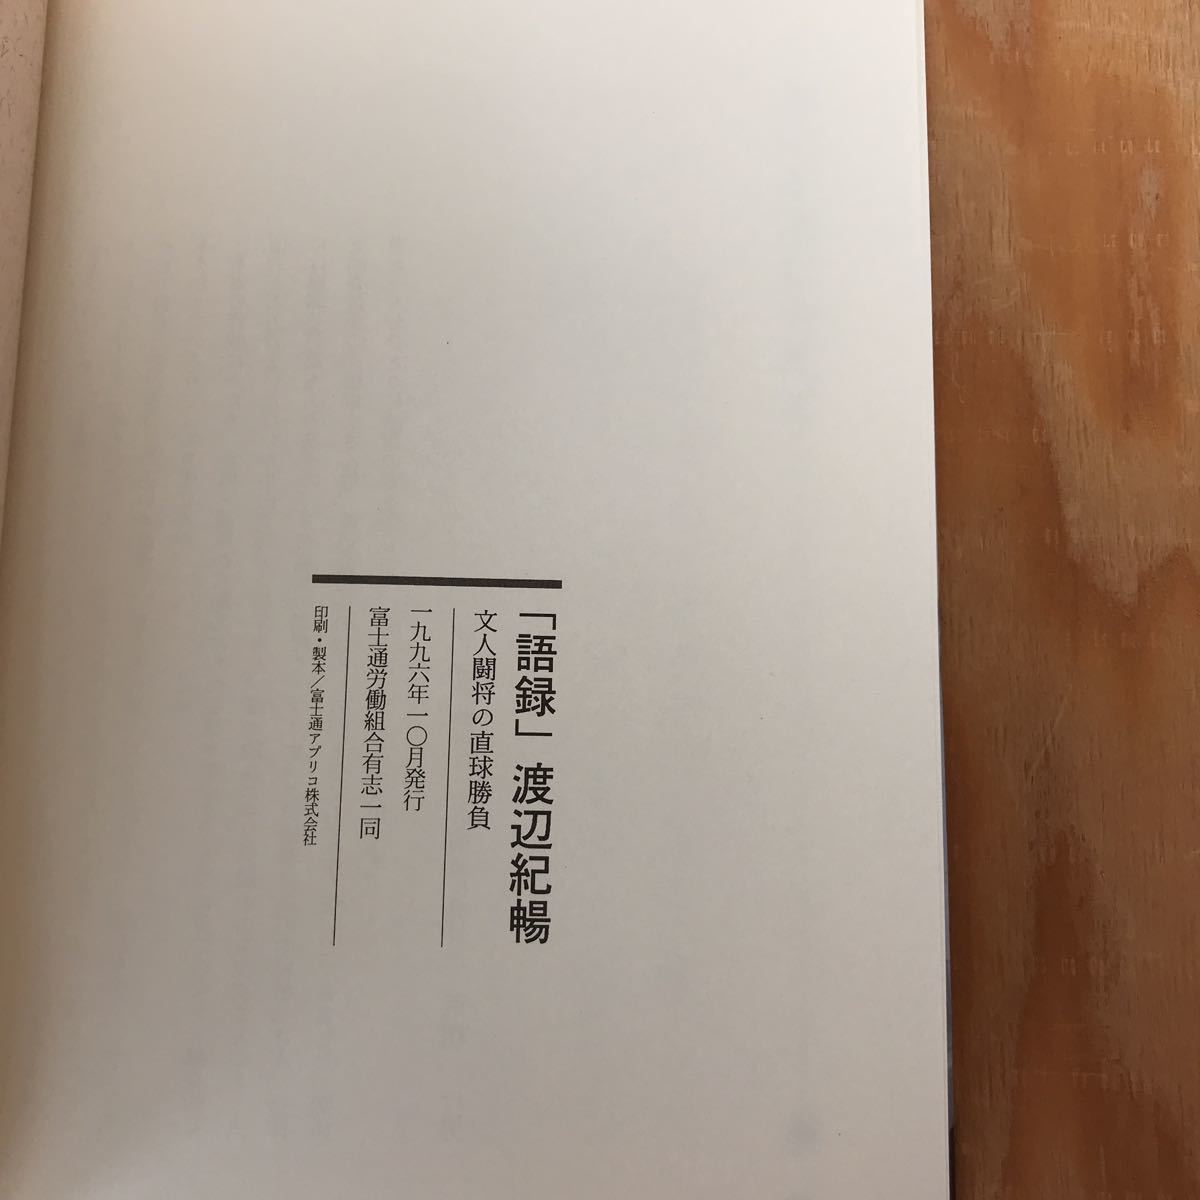 「語録」渡辺紀暢
文人闘将の直球勝負
一九九六年一〇月発行
富士通労働組合有志一同
印刷・製本／富士通アプリコ株式会社